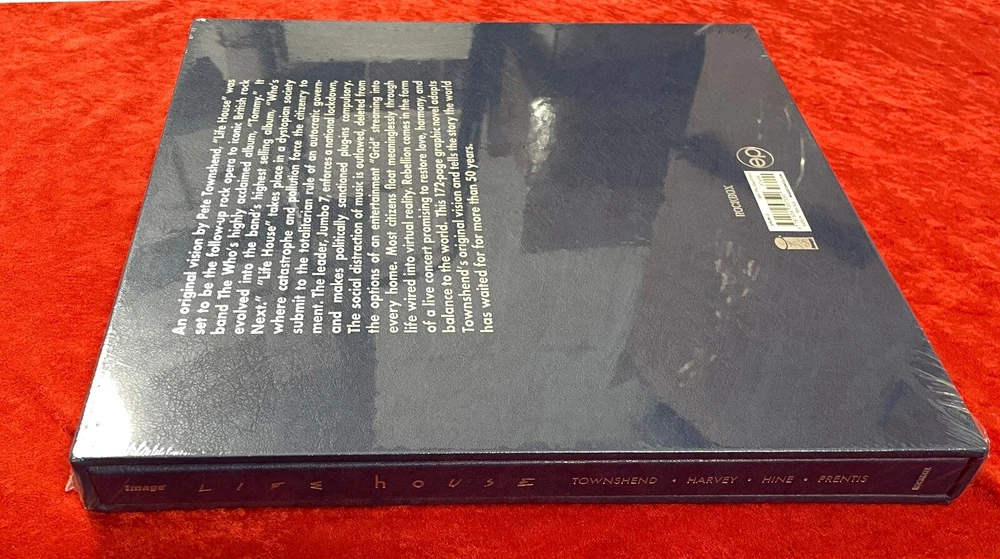 An original vision by Pete Townshend, "Life House" was
set to be the follow-up rock opera to iconic British rock
band The Who's highly acclaimed album, "Tommy." It
evolved into the band's highest selling album, "Who's
Next." "Life House" takes place in a dystopian society
where catastrophe and pollution force the citizenry to
submit to the totalitarian rule of an autocratic govern-
ment. The leader, Jumbo 7, enforces a national lockdown,
and makes politically sanctioned plugins compulsory.
The social distraction of music is outlawed, deleted from
the options of an entertainment "Grid" streaming into
every home. Most citizens float meaninglessly through
life wired into virtual reality. Rebellion comes in the form
of a live concert promising to restore love, harmony, and
balance to the world. This 172-page graphic novel adapts
Townshend's original vision and tells the story the world
has waited for more than 50 years.
ROCKBOX
image LIFE hoUSE TOWNSHEND • HARVEY • HINE • PRENTIS ROCKBOX